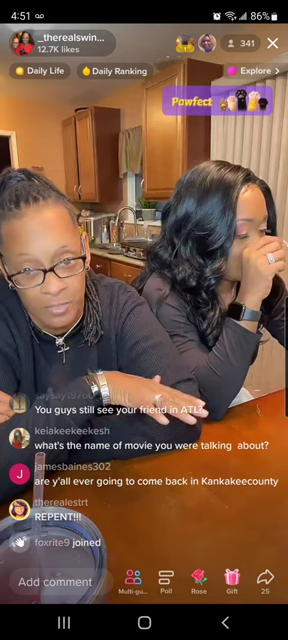 4:51
86%
_therealswin...
12.7K likes
341
Daily Life
Daily Ranking
Explore >
Pawfect
You guys still see your friend in ATL?
keiakeekeekesh
what's the name of movie you were talking about?
jamesbaines302
are y'all ever going to come back in Kankakeecounty
therealestrt
REPENT!!!
foxrite9 joined
Add comment
Multi-gu...
Poll
Rose
Gift
25